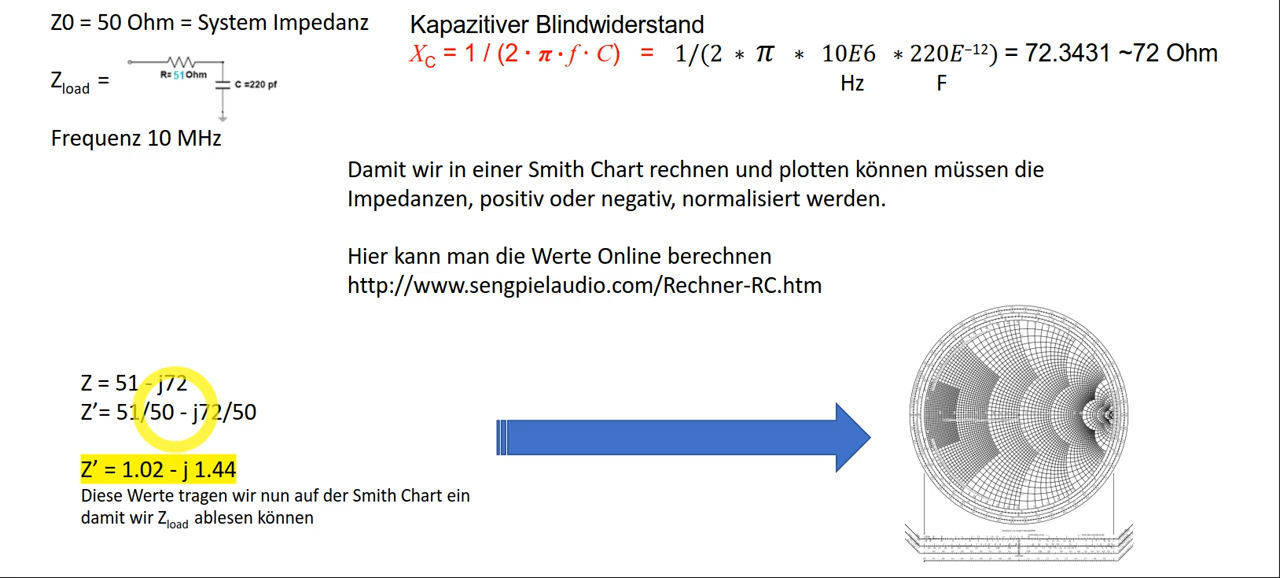 Z0 = 50 Ohm = System Impedanz
Kapazitiver Blindwiderstand
X_C = 1 / (2 · π · f · C) = 1/(2 * π * 10E6 * 220E⁻¹²) = 72.3431 ~72 Ohm
Hz F
Z_load =
R= 51 Ohm
C =220 pf
Frequenz 10 MHz
Damit wir in einer Smith Chart rechnen und plotten können müssen die
Impedanzen, positiv oder negativ, normalisiert werden.
Hier kann man die Werte Online berechnen
http://www.sengpielaudio.com/Rechner-RC.htm
Z = 51 - j72
Z’= 51/50 - j72/50
Z’ = 1.02 - j 1.44
Diese Werte tragen wir nun auf der Smith Chart ein
damit wir Z_load ablesen können